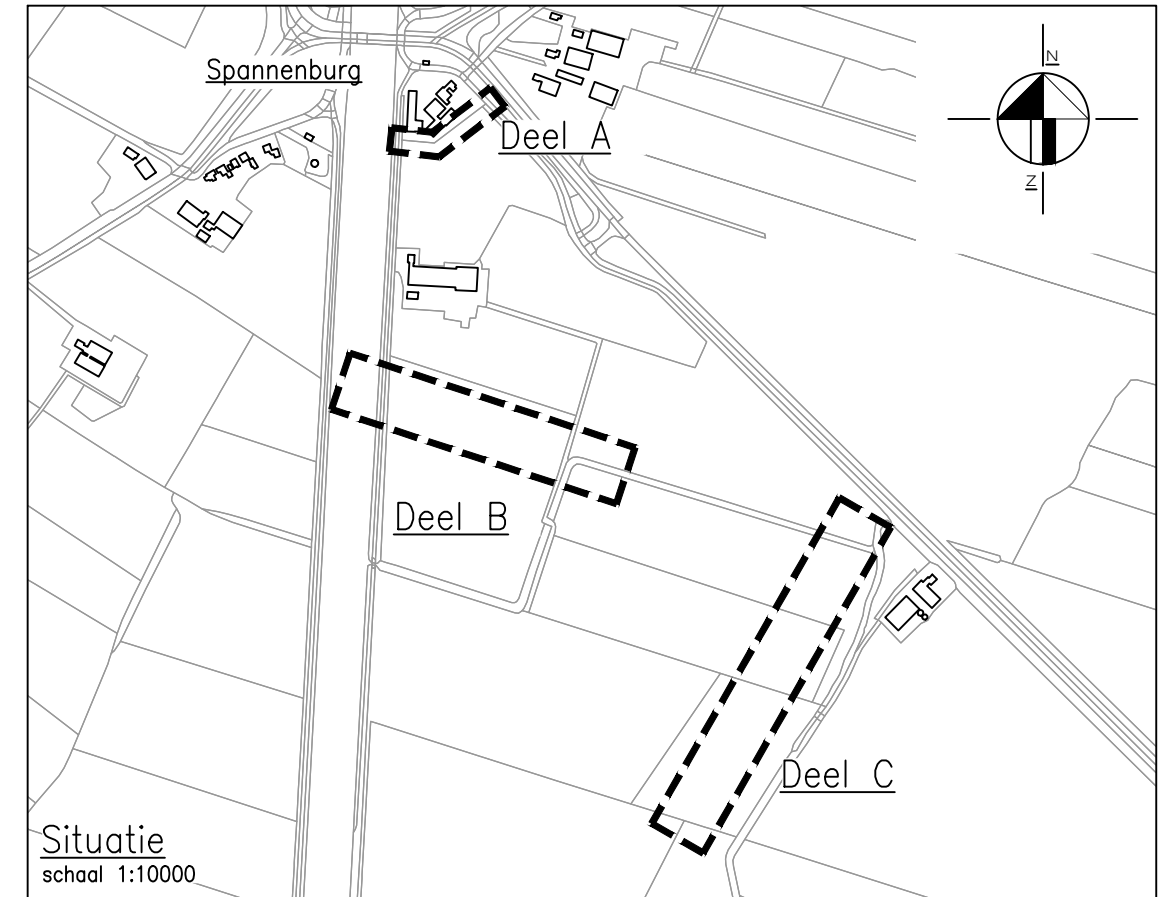 Spannenburg
N
Deel A
Z
Deel B
Deel C
Situatie
schaal 1:10000